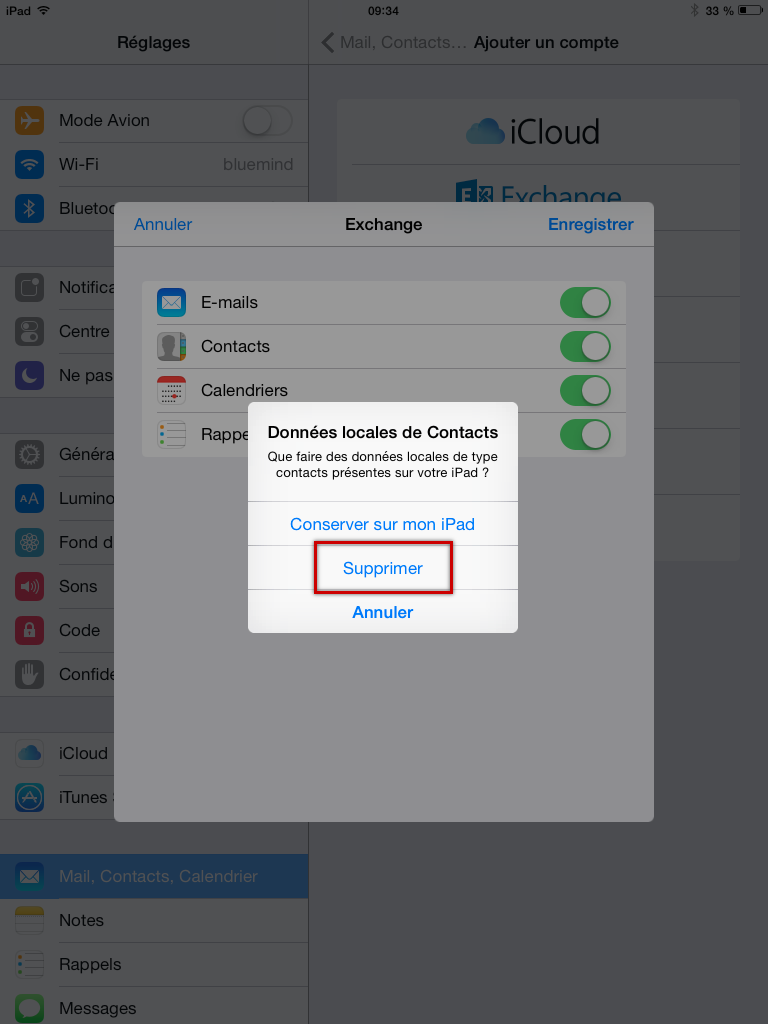 iPad 09:34 33 %
Réglages
Mail, Contacts… Ajouter un compte
Mode Avion
iCloud
Wi-Fi bluemind
Exchange
Bluetoo
Annuler Exchange Enregistrer
Notifica
E-mails
Centre
Contacts
Ne pas
Calendriers
Rappe
Données locales de Contacts
Que faire des données locales de type
contacts présentes sur votre iPad ?
Conserver sur mon iPad
Supprimer
Annuler
Généra
AA Lumino
Fond d
Sons
Code
Confide
iCloud
iTunes
Mail, Contacts, Calendrier
Notes
Rappels
Messages